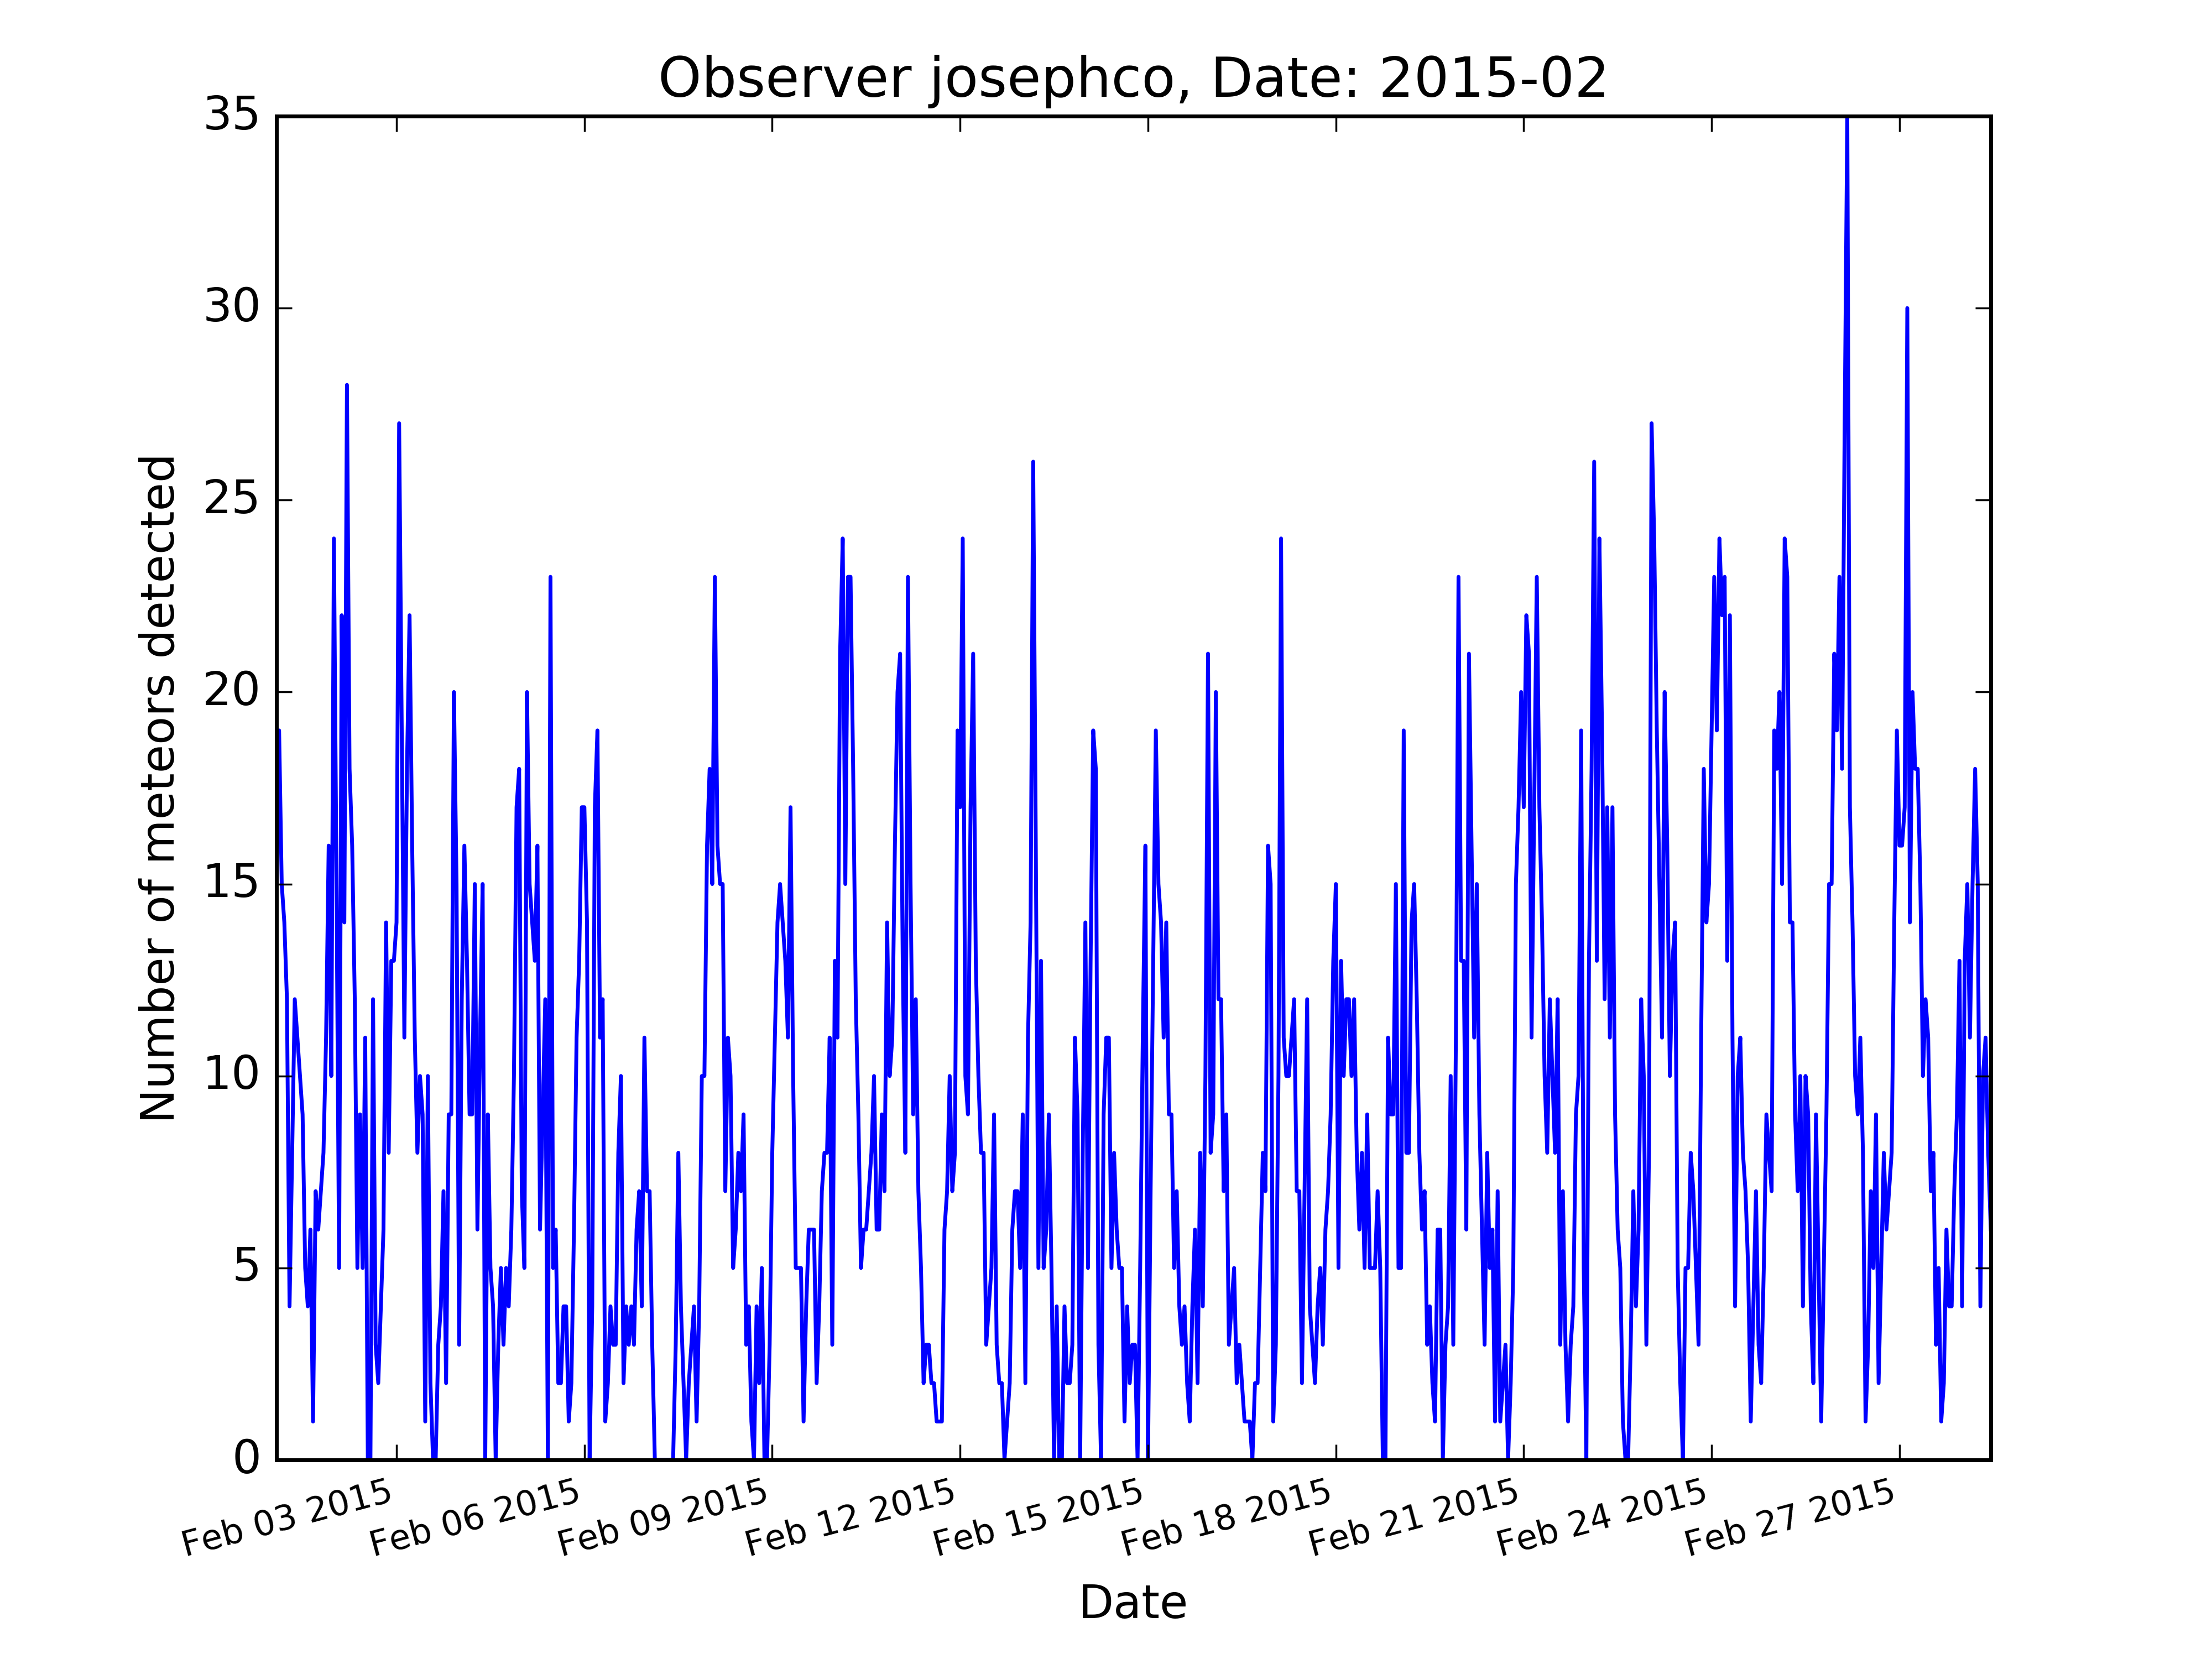 Observer josephco, Date: 2015-02
Number of meteors detected
35
30
25
20
15
10
5
0
Feb 03 2015
Feb 06 2015
Feb 09 2015
Feb 12 2015
Feb 15 2015
Feb 18 2015
Feb 21 2015
Feb 24 2015
Feb 27 2015
Date